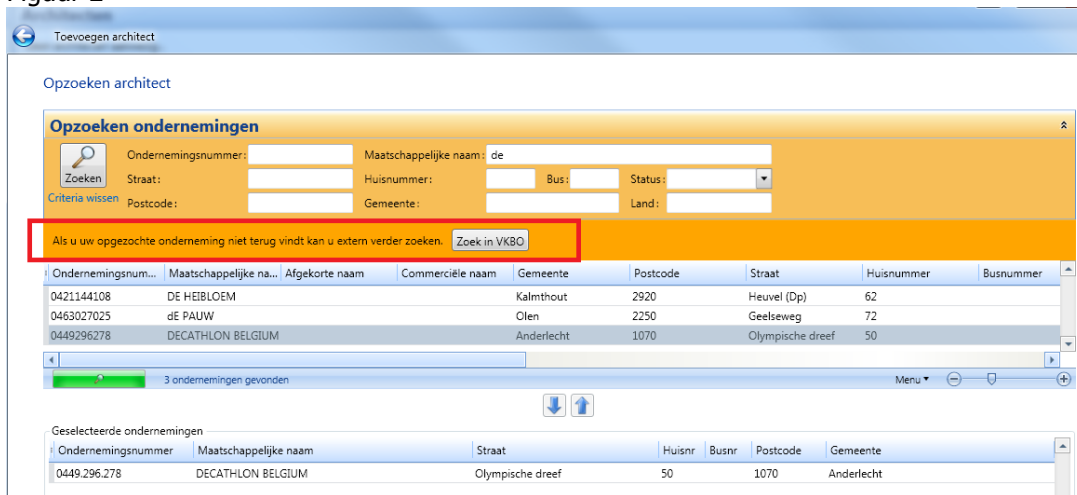 Toevoegen architect
Opzoeken architect
Opzoeken ondernemingen
Ondernemingsnummer: Maatschappelijke naam: de
Zoeken Straat: Huisnummer: Bus: Status:
Criteria wissen Postcode: Gemeente: Land:
Als u uw opgezochte onderneming niet terug vindt kan u extern verder zoeken. Zoek in VKBO
Ondernemingsnum... Maatschappelijke na... Afgekorte naam Commerciële naam Gemeente Postcode Straat Huisnummer Busnummer
0421144108 DE HEIBLOEM Kalmthout 2920 Heuvel (Dp) 62
0463027025 dE PAUW Olen 2250 Geelseweg 72
0449296278 DECATHLON BELGIUM Anderlecht 1070 Olympische dreef 50
3 ondernemingen gevonden Menu
Geselecteerde ondernemingen
Ondernemingsnummer Maatschappelijke naam Straat Huisnr Busnr Postcode Gemeente
0449.296.278 DECATHLON BELGIUM Olympische dreef 50 1070 Anderlecht